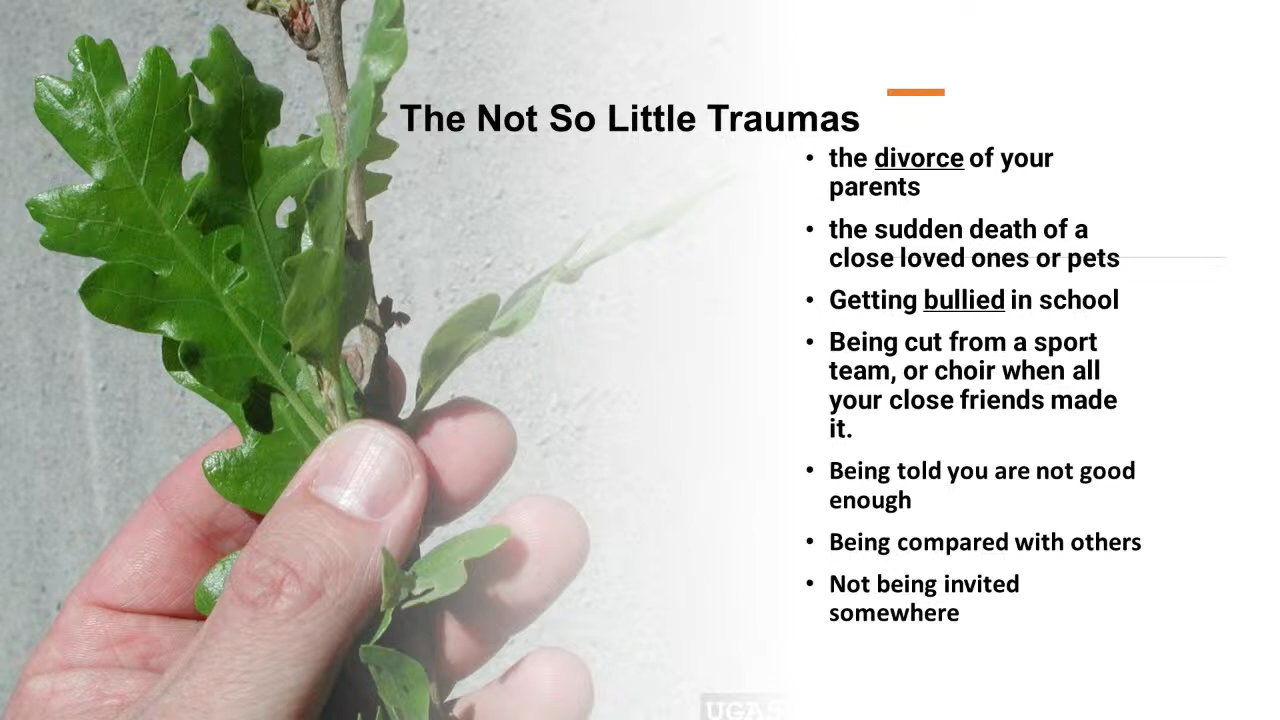 The Not So Little Traumas
• the divorce of your
parents
• the sudden death of a
close loved ones or pets
• Getting bullied in school
• Being cut from a sport
team, or choir when all
your close friends made
it.
• Being told you are not good
enough
• Being compared with others
• Not being invited
somewhere